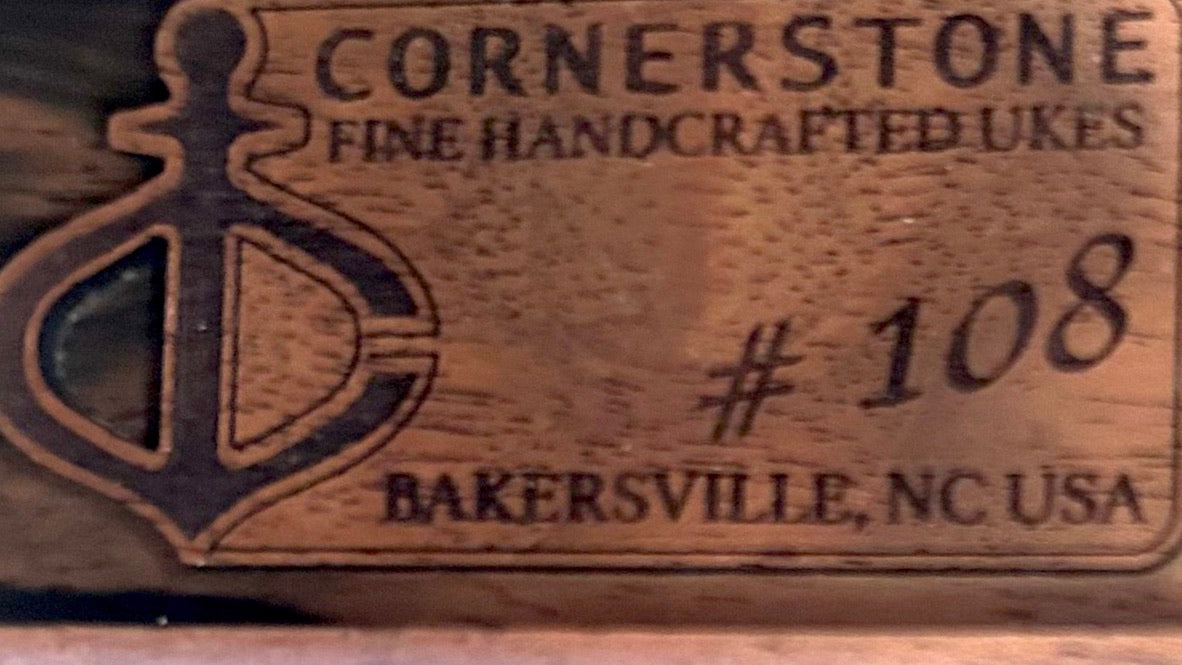 CORNERSTONE
FINE HANDCRAFTED UKES
# 108
BAKERSVILLE, NC USA